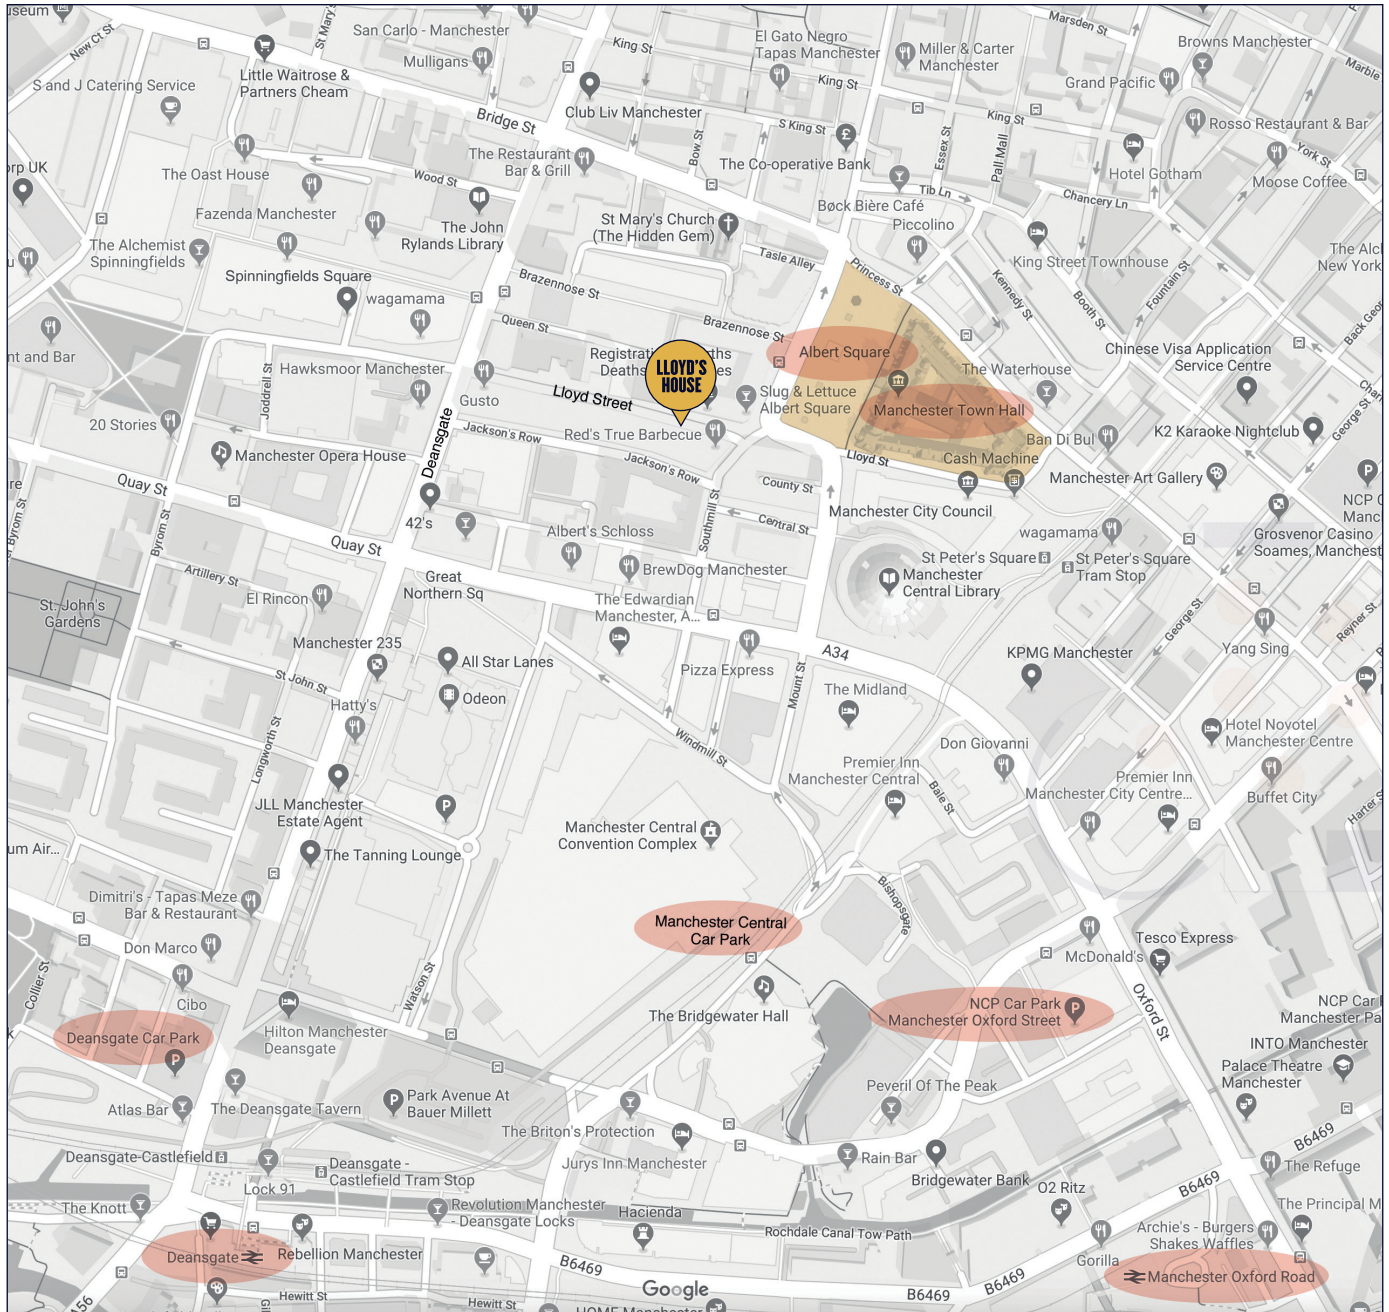 useum
New Ct St
St Mary's
San Carlo - Manchester
Mulligans
King St
El Gato Negro
Tapas Manchester
King St
Miller & Carter
Manchester
Marsden St
Browns Manchester
Marble
Grand Pacific
Little Waitrose &
Partners Cheam
S and J Catering Service
Club Liv Manchester
Bridge St
S King St
King St
Rosso Restaurant & Bar
York St
Bow St
Essex St
Pall Mall
The Restaurant
Bar & Grill
The Co-operative Bank
Hotel Gotham
Moose Coffee
orp UK
The Oast House
Wood St
Tib Ln
Chancery Ln
Fazenda Manchester
The John
Rylands Library
St Mary's Church
(The Hidden Gem)
Bøck Bière Café
Piccolino
The Alchemist
Spinningfields
Tasle Alley
King Street Townhouse
The Alch
New York
Spinningfields Square
Brazennose St
Princess St
Kennedy St
Booth St
Fountain St
wagamama
Queen St
Brazennose St
Back Geor
nt and Bar
Albert Square
Chinese Visa Application
Service Centre
Hawksmoor Manchester
LLOYD'S
HOUSE
The Waterhouse
Joddrell St
Gusto
Lloyd Street
Slug & Lettuce
Albert Square
Manchester Town Hall
George St
20 Stories
Deansgate
Jackson's Row
Red's True Barbecue
Ban Di Bul
K2 Karaoke Nightclub
Manchester Opera House
Jackson's Row
Lloyd St
Cash Machine
Manchester Art Gallery
Quay St
County St
NCP C
Manc
42's
Southmill St
Central St
Manchester City Council
wagamama
Grosvenor Casino
Soames, Manchest
Byrom St
Byrom St
Quay St
Albert's Schloss
St Peter's Square
St Peter's Square
Tram Stop
Artillery St
Great
Northern Sq
BrewDog Manchester
Manchester
Central Library
St. John's
Gardens
El Rincon
The Edwardian
Manchester, A...
George St
Reyner St
Manchester 235
All Star Lanes
Pizza Express
A34
KPMG Manchester
Yang Sing
St John St
Odeon
Mount St
The Midland
Hatty's
Longworth St
Windmill St
Don Giovanni
Hotel Novotel
Manchester Centre
Premier Inn
Manchester Central
Bale St
Premier Inn
Manchester City Centre...
Buffet City
JLL Manchester
Estate Agent
Harter S
Manchester Central
Convention Complex
um Air...
The Tanning Lounge
Dimitri's - Tapas Meze
Bar & Restaurant
Bishopsgate
Manchester Central
Car Park
Don Marco
McDonald's
Tesco Express
Collier St
Watson St
Cibo
Oxford St
The Bridgewater Hall
NCP Car Park
Manchester Oxford Street
NCP Car
Manchester Pa
Deansgate Car Park
Hilton Manchester
Deansgate
INTO Manchester
Palace Theatre
Manchester
Park Avenue At
Bauer Millett
Peveril Of The Peak
Atlas Bar
The Deansgate Tavern
The Briton's Protection
B6469
Deansgate-Castlefield
Deansgate -
Castlefield Tram Stop
Jurys Inn Manchester
Rain Bar
Bridgewater Bank
The Refuge
Lock 91
B6469
O2 Ritz
The Knott
Revolution Manchester
- Deansgate Locks
Hacienda
Rochdale Canal Tow Path
The Principal M
Archie's - Burgers
Shakes Waffles
Deansgate
Rebellion Manchester
Gorilla
B6469
Manchester Oxford Road
Google
B6469
B6469
Hewitt St
Hewitt St
HOME Manchester